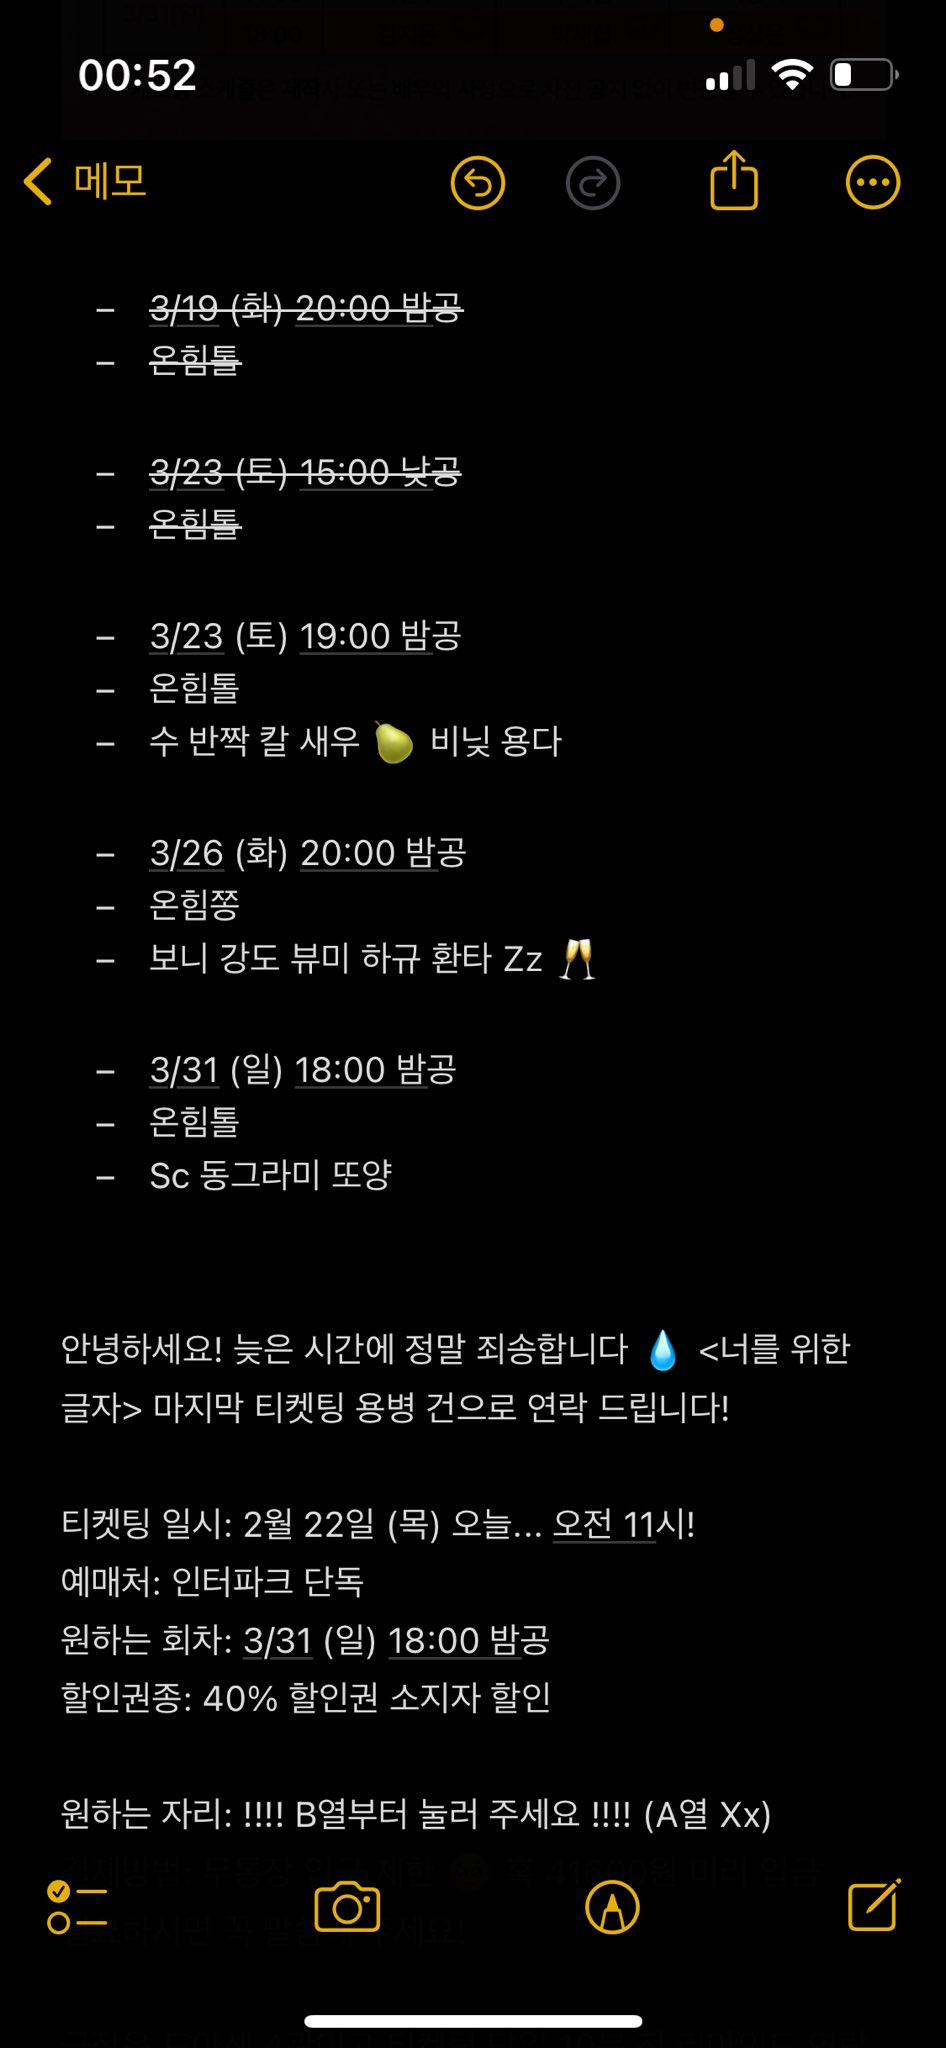 00:52
메모
– 3/19 (화) 20:00 밤공
– 온힘톨
– 3/23 (토) 15:00 낮공
– 온힘톨
– 3/23 (토) 19:00 밤공
– 온힘톨
– 수 반짝 칼 새우 🍐 비닞 용다
– 3/26 (화) 20:00 밤공
– 온힘쫑
– 보니 강도 뷰미 하규 환타 Zz 🥂
– 3/31 (일) 18:00 밤공
– 온힘톨
– Sc 동그라미 또양
안녕하세요! 늦은 시간에 정말 죄송합니다 💧 <너를 위한
글자> 마지막 티켓팅 용병 건으로 연락 드립니다!
티켓팅 일시: 2월 22일 (목) 오늘... 오전 11시!
예매처: 인터파크 단독
원하는 회차: 3/31 (일) 18:00 밤공
할인권종: 40% 할인권 소지자 할인
원하는 자리: !!!! B열부터 눌러 주세요 !!!! (A열 Xx)